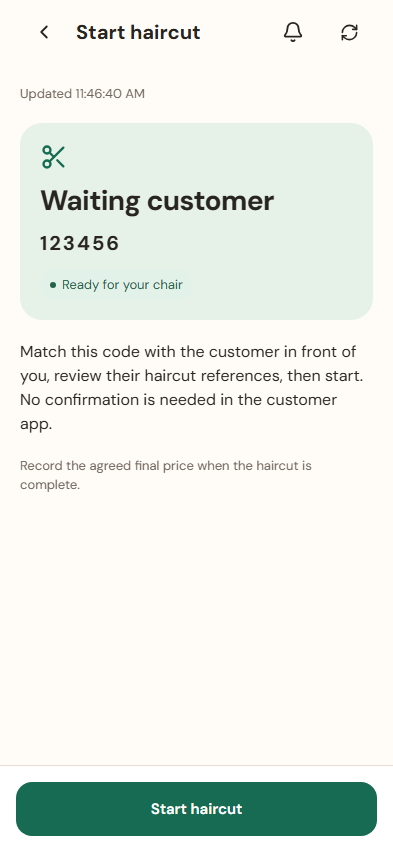 Start haircut
Updated 11:46:40 AM
Waiting customer
123456
Ready for your chair
Match this code with the customer in front of
you, review their haircut references, then start.
No confirmation is needed in the customer
app.
Record the agreed final price when the haircut is
complete.
Start haircut